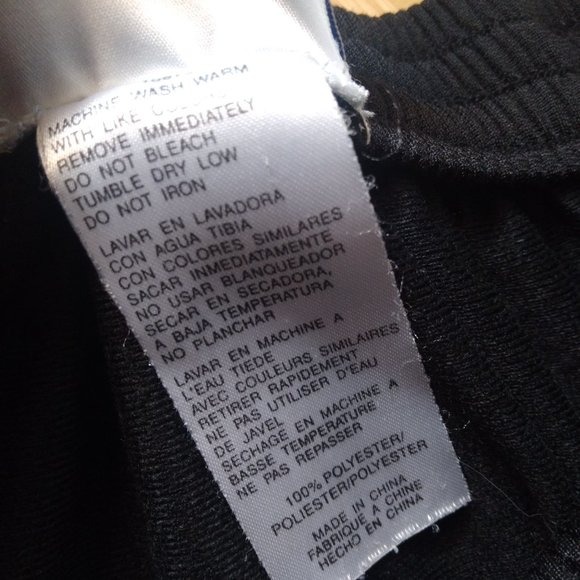 MACHINE WASH WARM
WITH LIKE COLORS
REMOVE IMMEDIATELY
DO NOT BLEACH
TUMBLE DRY LOW
DO NOT IRON
LAVAR EN LAVADORA
CON AGUA TIBIA
CON COLORES SIMILARES
SACAR INMEDIATAMENTE
NO USAR BLANQUEADOR
SECAR EN SECADORA,
A BAJA TEMPERATURA
NO PLANCHAR
LAVAR EN MACHINE A
L'EAU TIEDE
AVEC COULEURS SIMILAIRES
RETIRER RAPIDEMENT
NE PAS UTILISER D'EAU
DE JAVEL
SECHAGE EN MACHINE A
BASSE TEMPERATURE
NE PAS REPASSER
100% POLYESTER/
POLIESTER/POLYESTER
MADE IN CHINA
FABRIQUE A CHINE
HECHO EN CHINA